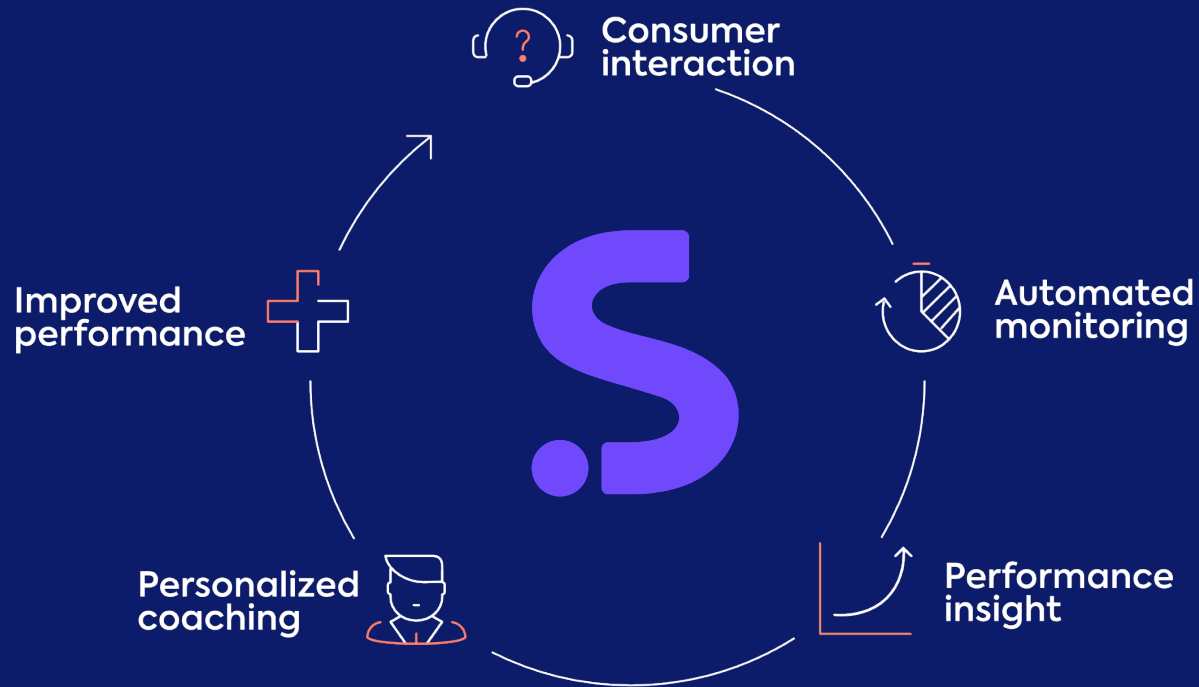 Consumer
interaction
?
Automated
monitoring
Performance
insight
Personalized
coaching
Improved
performance
.S